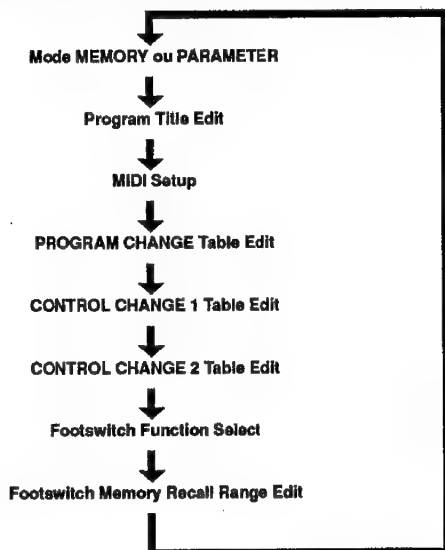 Mode MEMORY ou PARAMETER
Program Title Edit
MIDI Setup
PROGRAM CHANGE Table Edit
CONTROL CHANGE 1 Table Edit
CONTROL CHANGE 2 Table Edit
Footswitch Function Select
Footswitch Memory Recall Range Edit